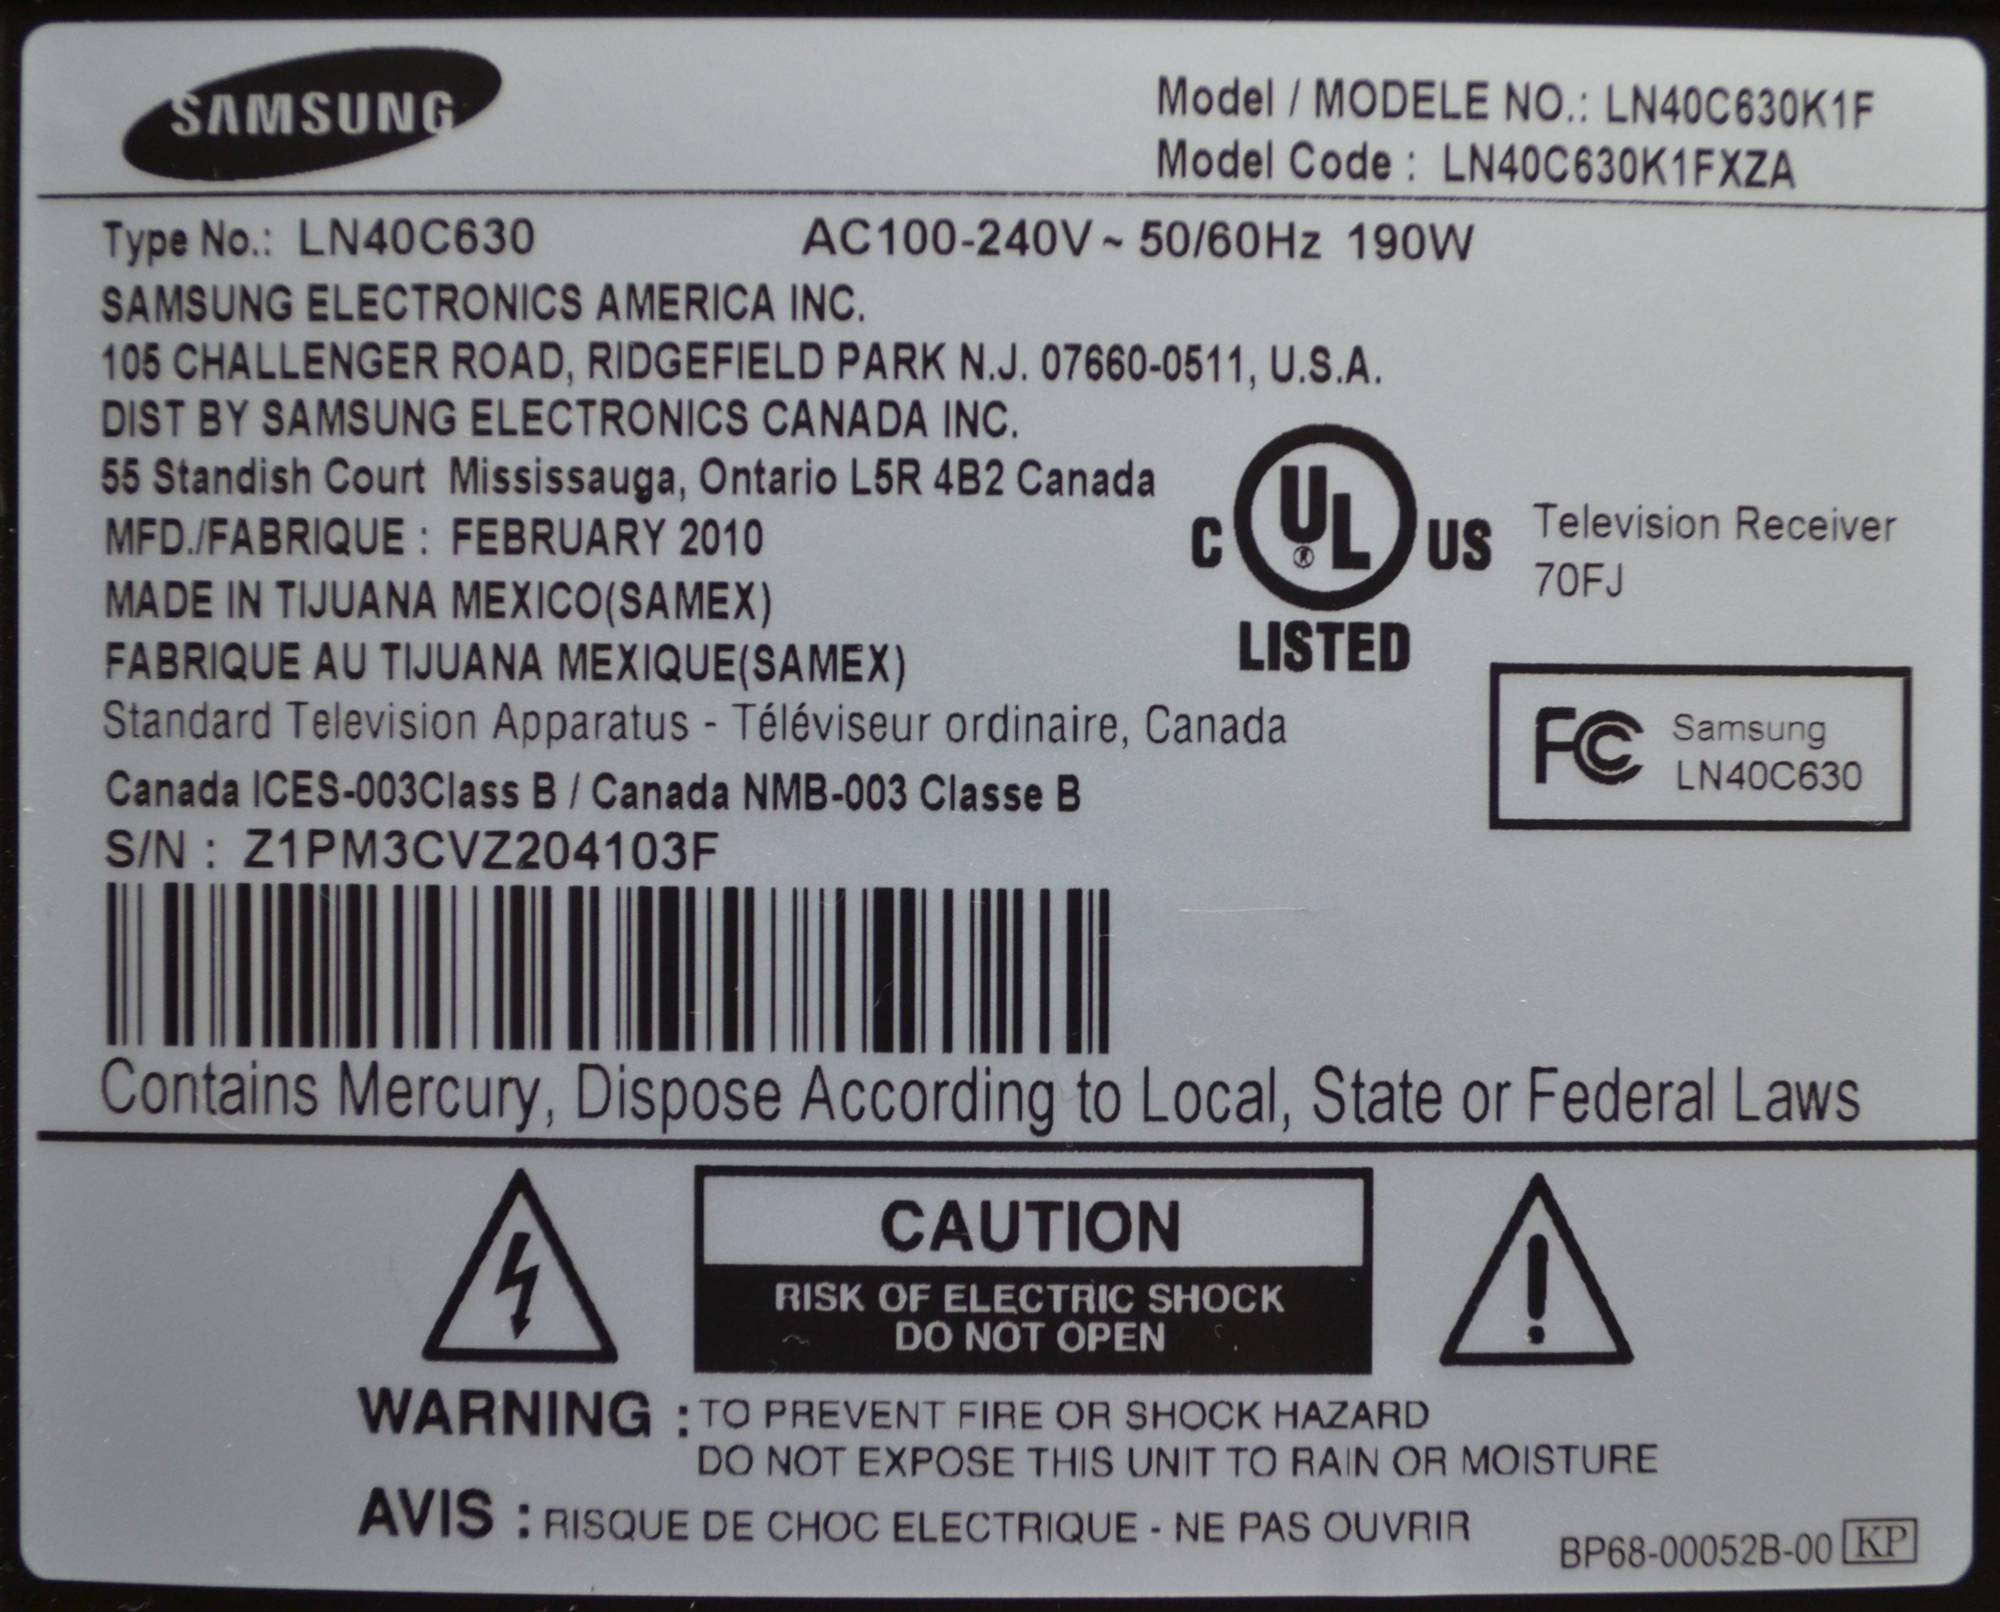 SAMSUNG
Model / MODELE NO.: LN40C630K1F
Model Code : LN40C630K1FXZA
Type No.: LN40C630 AC100-240V ~ 50/60Hz 190W
SAMSUNG ELECTRONICS AMERICA INC.
105 CHALLENGER ROAD, RIDGEFIELD PARK N.J. 07660-0511, U.S.A.
DIST BY SAMSUNG ELECTRONICS CANADA INC.
55 Standish Court Mississauga, Ontario L5R 4B2 Canada
MFD./FABRIQUE : FEBRUARY 2010
MADE IN TIJUANA MEXICO(SAMEX)
FABRIQUE AU TIJUANA MEXIQUE(SAMEX)
Standard Television Apparatus - Téléviseur ordinaire, Canada
Canada ICES-003Class B / Canada NMB-003 Classe B
S/N : Z1PM3CVZ204103F
C UL ® US
LISTED
Television Receiver
70FJ
FC Samsung
LN40C630
Contains Mercury, Dispose According to Local, State or Federal Laws
CAUTION
RISK OF ELECTRIC SHOCK
DO NOT OPEN
WARNING : TO PREVENT FIRE OR SHOCK HAZARD
DO NOT EXPOSE THIS UNIT TO RAIN OR MOISTURE
AVIS : RISQUE DE CHOC ELECTRIQUE - NE PAS OUVRIR
BP68-00052B-00 KP